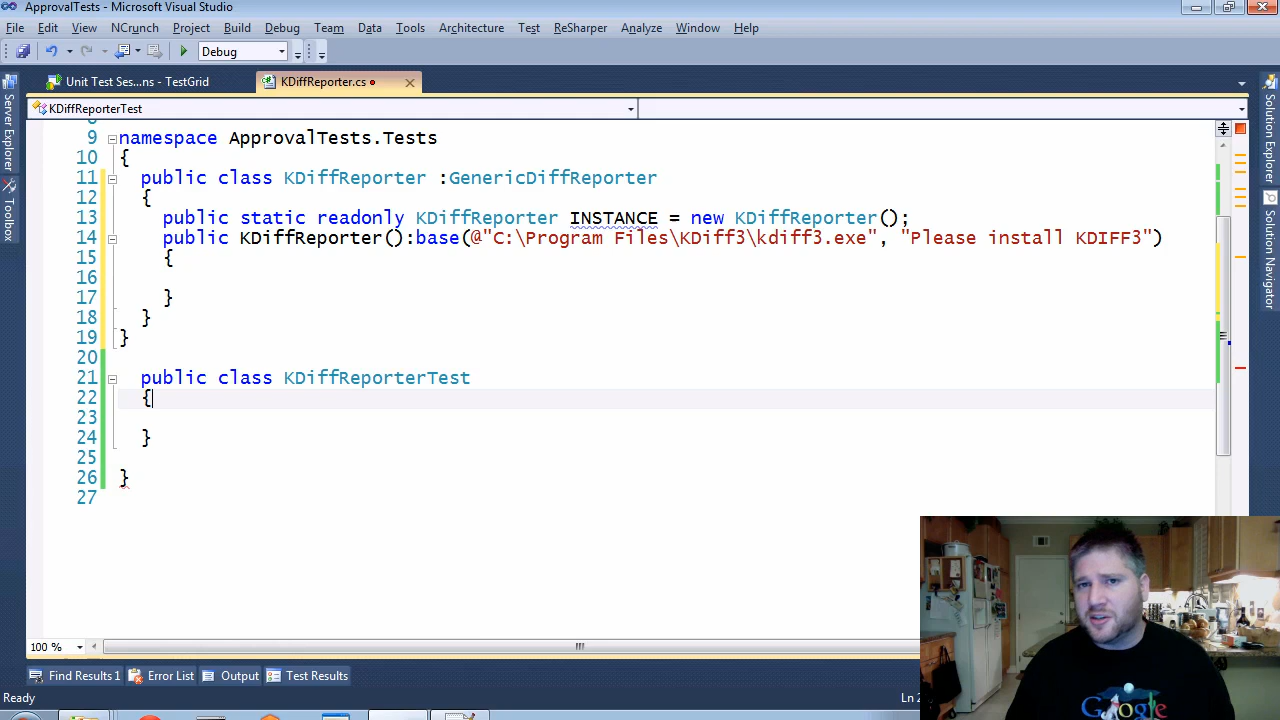 ApprovalTests - Microsoft Visual Studio
File Edit View NCrunch Project Build Debug Team Data Tools Architecture Test ReSharper Analyze Window Help
Debug
Unit Test Ses...ns - TestGrid KDiffReporter.cs
KDiffReporterTest
9 namespace ApprovalTests.Tests
10 {
11 public class KDiffReporter :GenericDiffReporter
12 {
13 public static readonly KDiffReporter INSTANCE = new KDiffReporter();
14 public KDiffReporter():base(@"C:\Program Files\KDiff3\kdiff3.exe", "Please install KDIFF3")
15 {
16
17 }
18 }
19 }
20
21 public class KDiffReporterTest
22 {
23
24 }
25
26 }
27
Server Explorer
Toolbox
Solution Explorer
Solution Navigator
100 %
Find Results 1 Error List Output Test Results
Ready Ln 2
Google